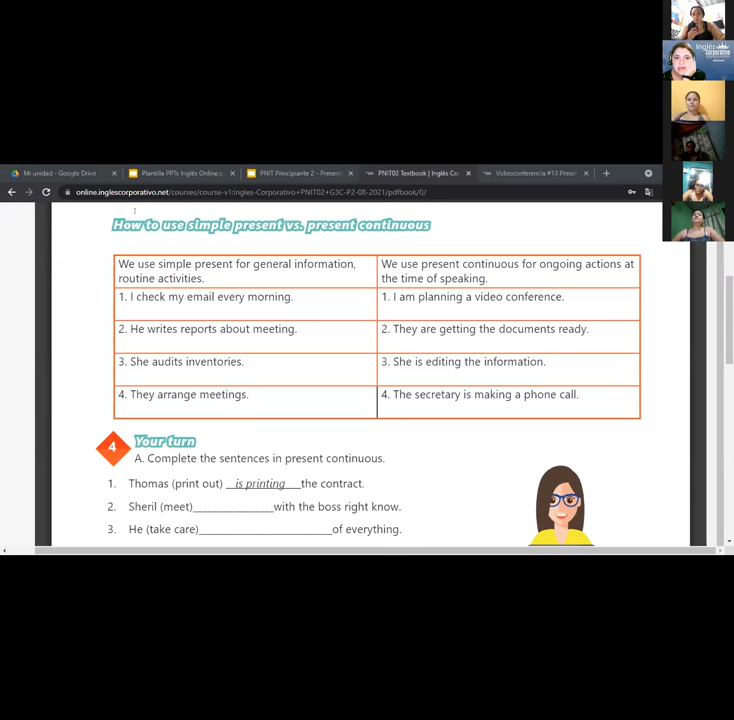 Mi unidad - Google Drive
Plantilla PPTs Inglés Online.p
PNIT Principiante 2 - Present
PNIT02 Textbook | Inglés Co
Videoconferencia #13 Prese
online.inglescorporativo.net/courses/course-v1:Ingles-Corporativo+PNIT02+G3C-P2-08-2021/pdfbook/0/
Inglés
corporativo
How to use simple present vs. present continuous
We use simple present for general information,
routine activities.
We use present continuous for ongoing actions at
the time of speaking.
1. I check my email every morning.
1. I am planning a video conference.
2. He writes reports about meeting.
2. They are getting the documents ready.
3. She audits inventories.
3. She is editing the information.
4. They arrange meetings.
4. The secretary is making a phone call.
4
Your turn
A. Complete the sentences in present continuous.
1. Thomas (print out) __is printing___the contract.
2. Sheril (meet)________________with the boss right know.
3. He (take care)__________________________of everything.